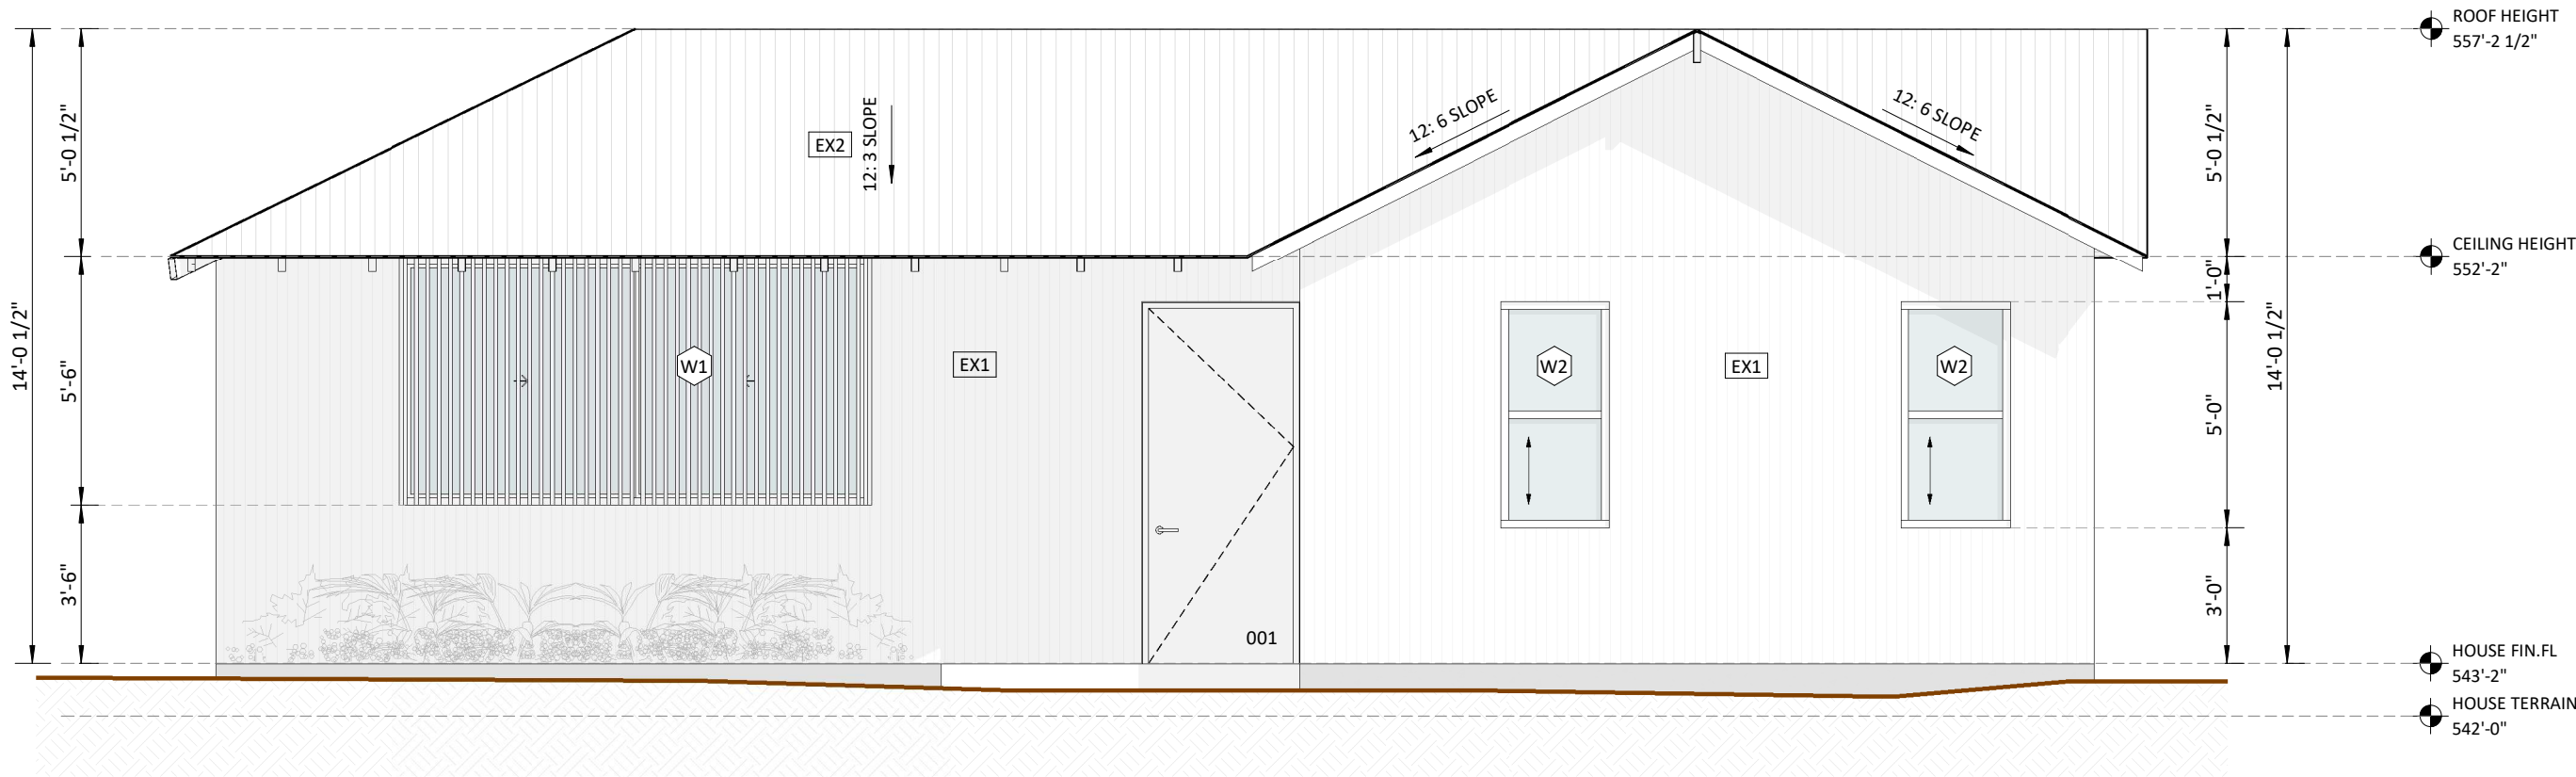 ROOF HEIGHT
557'-2 1/2"
14'-0 1/2"
5'-0 1/2"
5'-6"
3'-6"
EX2
12: 3 SLOPE
12: 6 SLOPE
12: 6 SLOPE
5'-0 1/2"
14'-0 1/2"
CEILING HEIGHT
552'-2"
1'-0"
W1
EX1
W2
EX1
W2
5'-0"
001
3'-0"
HOUSE FIN.FL
543'-2"
HOUSE TERRAIN
542'-0"